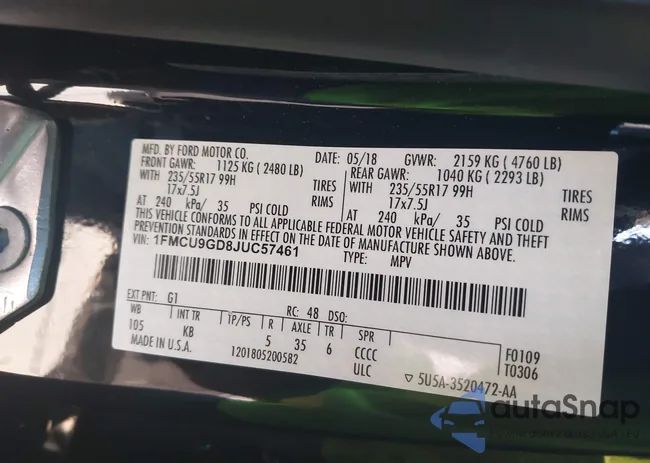 MFD. BY FORD MOTOR CO.
DATE: 05/18 GVWR: 2159 KG ( 4760 LB)
FRONT GAWR: 1125 KG ( 2480 LB) REAR GAWR: 1040 KG ( 2293 LB)
WITH 235/55R17 99H TIRES WITH 235/55R17 99H TIRES
17x7.5J RIMS 17x7.5J RIMS
AT 240 kPa/ 35 PSI COLD AT 240 kPa/ 35 PSI COLD
THIS VEHICLE CONFORMS TO ALL APPLICABLE FEDERAL MOTOR VEHICLE SAFETY AND THEFT
PREVENTION STANDARDS IN EFFECT ON THE DATE OF MANUFACTURE SHOWN ABOVE.
VIN: 1FMCU9GD8JUC57461
TYPE: MPV
EXT PNT: G1 RC: 48 DSO:
WB INT TR TP/PS R AXLE TR SPR
105 KB 5 35 6 CCCC
F0109
T0306
MADE IN U.S.A. 1201805200582 ULC
5U5A-3520472-AA
autaSnap